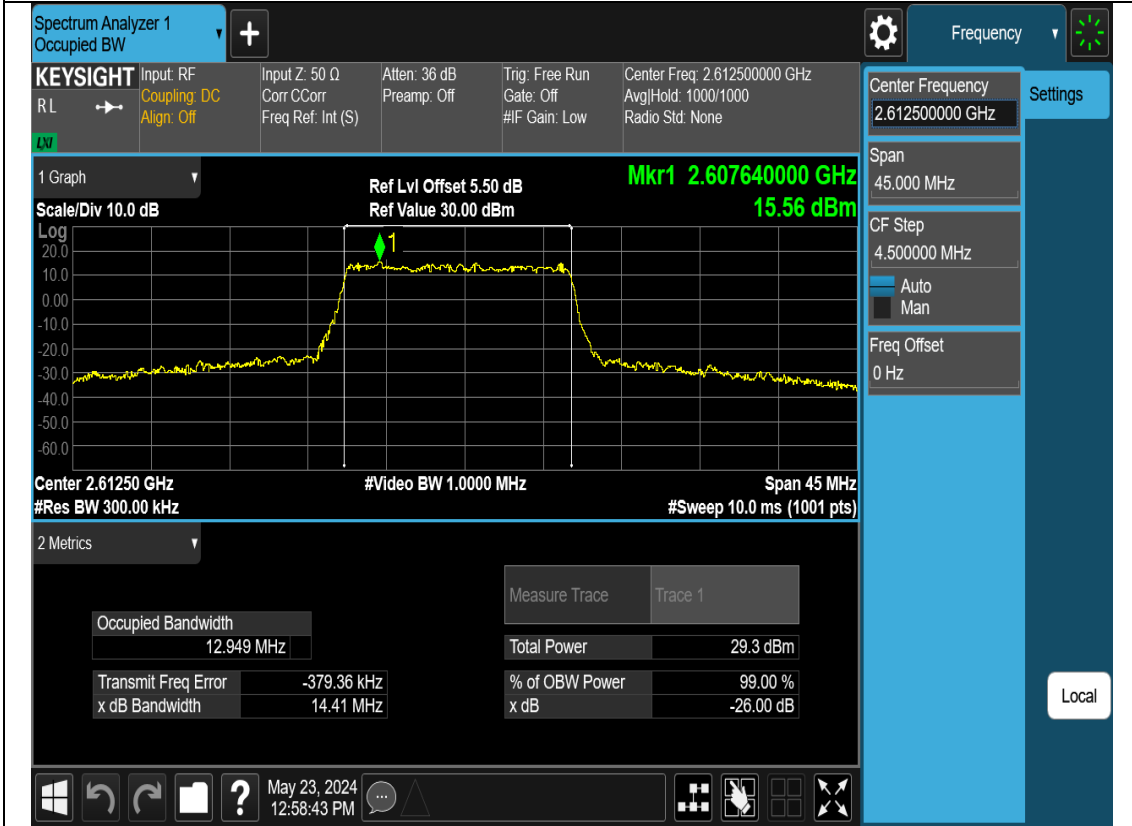 Spectrum Analyzer 1
Occupied BW
+
Frequency
KEYSIGHT
R L
LXI
Input: RF
Coupling: DC
Align: Off
Input Z: 50 Ω
Corr CCorr
Freq Ref: Int (S)
Atten: 36 dB
Preamp: Off
Trig: Free Run
Gate: Off
#IF Gain: Low
Center Freq: 2.612500000 GHz
Avg|Hold: 1000/1000
Radio Std: None
Center Frequency
2.612500000 GHz
Settings
Span
45.000 MHz
CF Step
4.500000 MHz
Auto
Man
Freq Offset
0 Hz
Local
1 Graph
Scale/Div 10.0 dB
Ref Lvl Offset 5.50 dB
Ref Value 30.00 dBm
Mkr1 2.607640000 GHz
15.56 dBm
Log
20.0
10.0
0.00
-10.0
-20.0
-30.0
-40.0
-50.0
-60.0
1
Center 2.61250 GHz
#Video BW 1.0000 MHz
Span 45 MHz
#Res BW 300.00 kHz
#Sweep 10.0 ms (1001 pts)
2 Metrics
Measure Trace Trace 1
Occupied Bandwidth
12.949 MHz
Total Power 29.3 dBm
Transmit Freq Error -379.36 kHz
% of OBW Power 99.00 %
x dB Bandwidth 14.41 MHz
x dB -26.00 dB
?
May 23, 2024
12:58:43 PM